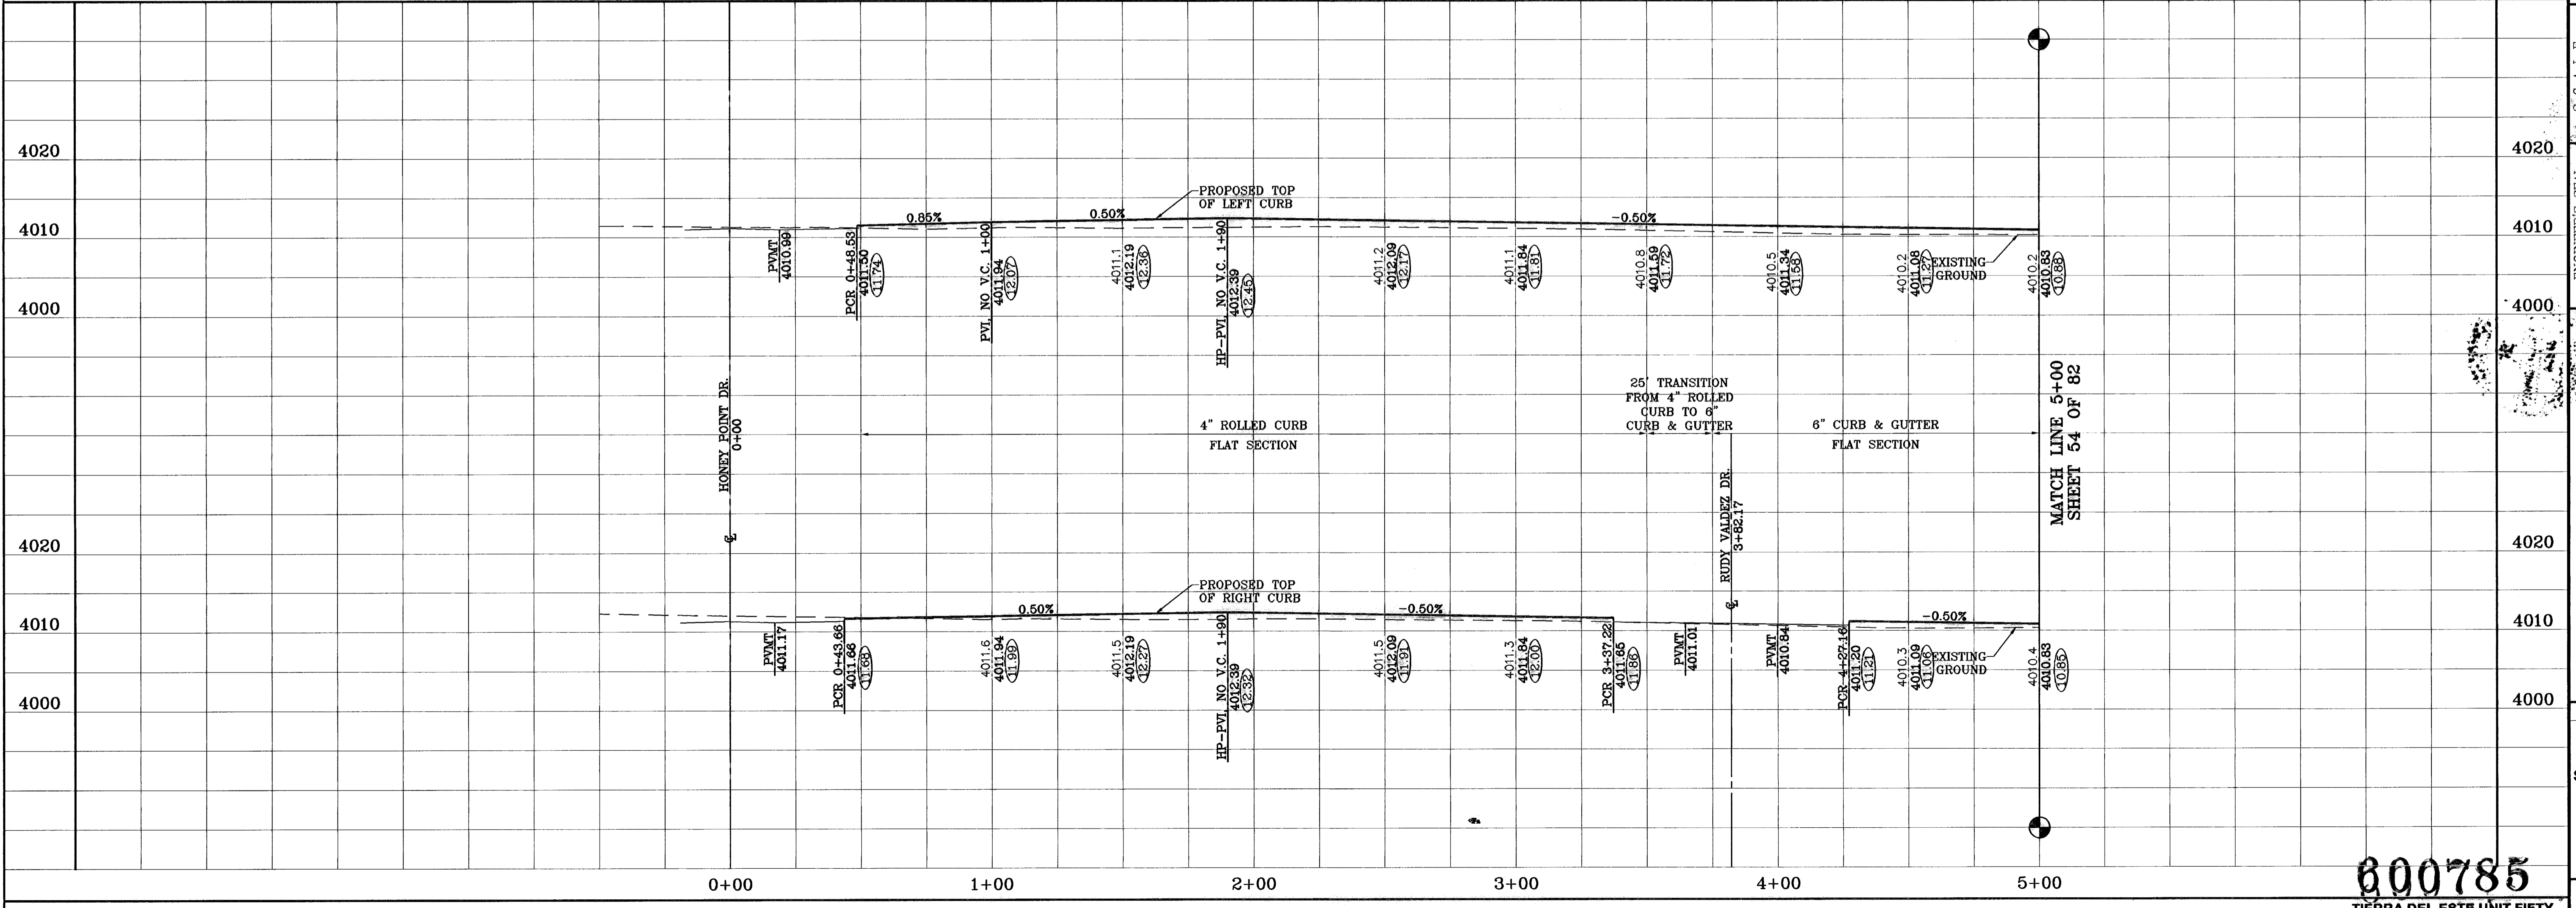 4020
4010
4000
4020
4010
4000
PROPOSED TOP
OF LEFT CURB
0.85%
0.50%
-0.50%
PVMT
4010.99
PCR 0+48.53
4011.50
11.74
PVI, NO V.C. 1+00
4011.94
12.07
4011.1
4012.19
12.36
HP-PVI, NO V.C. 1+90
4012.39
12.45
4011.2
4012.09
12.17
4011.1
4011.84
11.81
4010.8
4011.59
11.72
4010.5
4011.34
11.58
4010.2
4011.08
11.27
EXISTING
GROUND
4010.2
4010.83
10.88
HONEY POINT DR.
0+00
4" ROLLED CURB
FLAT SECTION
25' TRANSITION
FROM 4" ROLLED
CURB TO 6"
CURB & GUTTER
6" CURB & GUTTER
FLAT SECTION
RUDY VALDEZ DR.
3+82.17
MATCH LINE 5+00
SHEET 54 OF 82
4020
4010
4000
4020
4010
4000
PROPOSED TOP
OF RIGHT CURB
0.50%
-0.50%
-0.50%
PVMT
4011.17
PCR 0+43.66
4011.66
11.68
4011.6
4011.94
11.99
4011.5
4012.19
12.27
HP-PVI, NO V.C. 1+90
4012.39
12.32
4011.5
4012.09
11.91
4011.3
4011.84
12.00
PCR 3+37.22
4011.65
11.86
PVMT
4011.01
PVMT
4010.84
PCR 4+27.16
4011.20
11.21
4010.3
4011.09
11.06
EXISTING
GROUND
4010.4
4010.83
10.85
0+00
1+00
2+00
3+00
4+00
5+00
600785
TIERRA DEL ESTE UNIT FIFTY